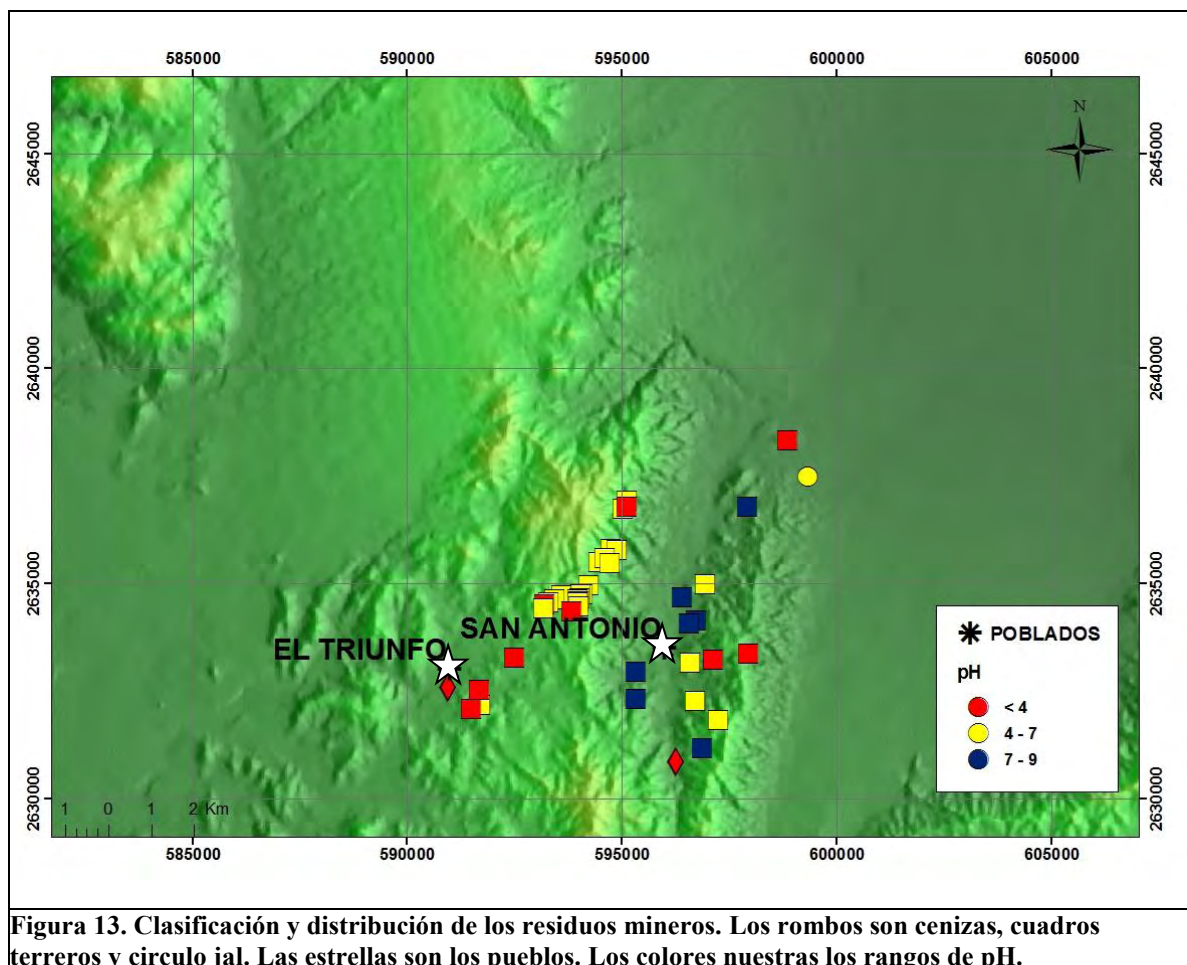 585000 590000 595000 600000 605000
N
2645000 2645000
2640000 2640000
2635000 2635000
SAN ANTONIO
EL TRIUNFO
POBLADOS
pH
< 4
4 - 7
7 - 9
2630000 2630000
1 0 1 2 Km
585000 590000 595000 600000 605000
Figura 13. Clasificación y distribución de los residuos mineros. Los rombos son cenizas, cuadros
terreros y circulo jal. Las estrellas son los pueblos. Los colores nuestras los rangos de pH.